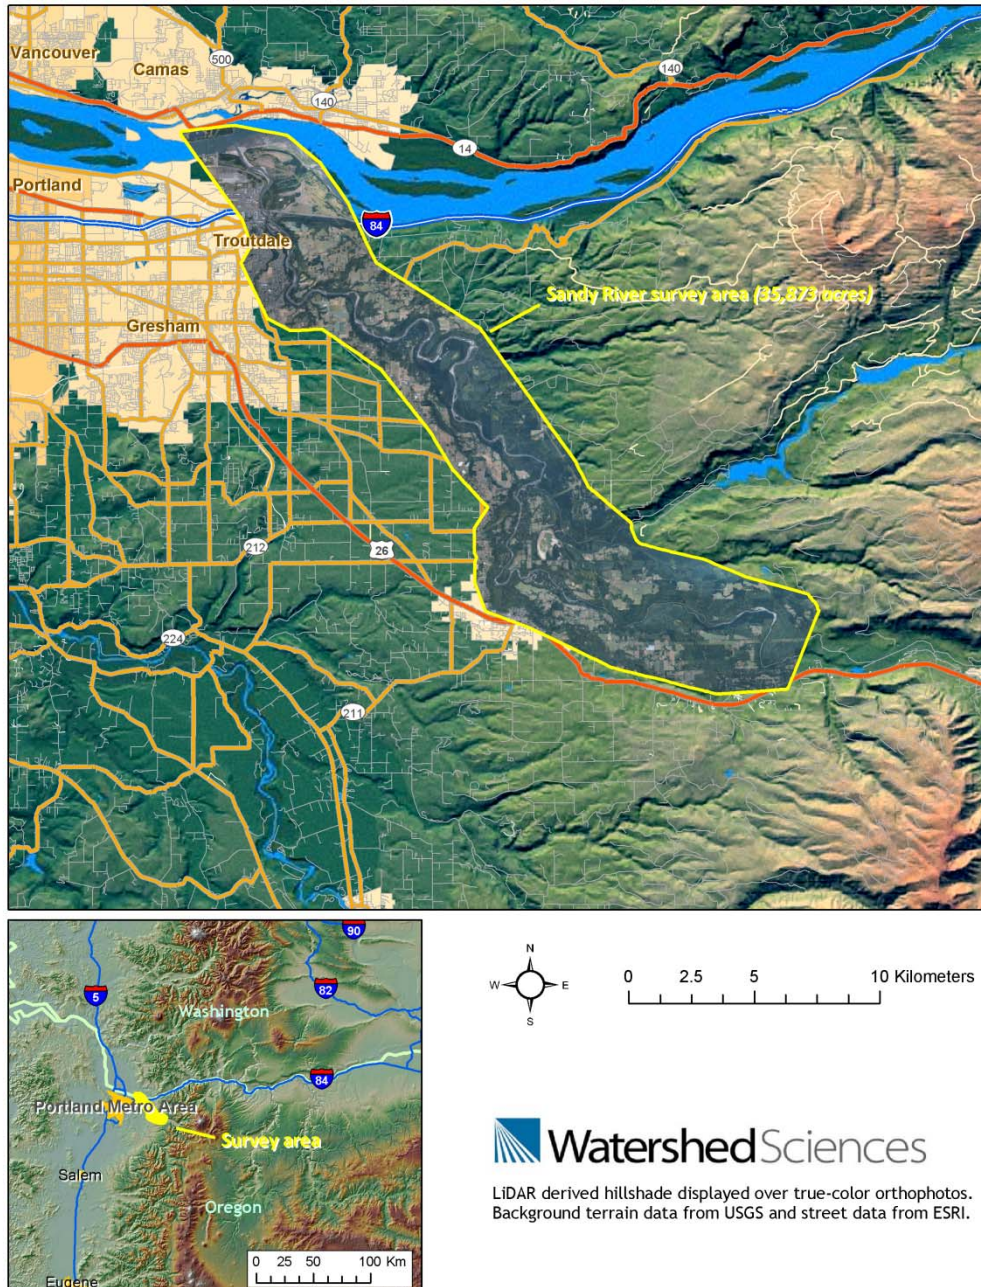 Vancouver
Camas
500
140
140
14
Portland
84
Troutdale
Sandy River survey area (35,873 acres)
Gresham
212
26
224
211
90
5
82
Washington
84
Portland Metro Area
Survey area
Salem
Oregon
Eugene
0 25 50 100 Km
N
W E
S
0 2.5 5 10 Kilometers
Watershed Sciences
LiDAR derived hillshade displayed over true-color orthophotos.
Background terrain data from USGS and street data from ESRI.